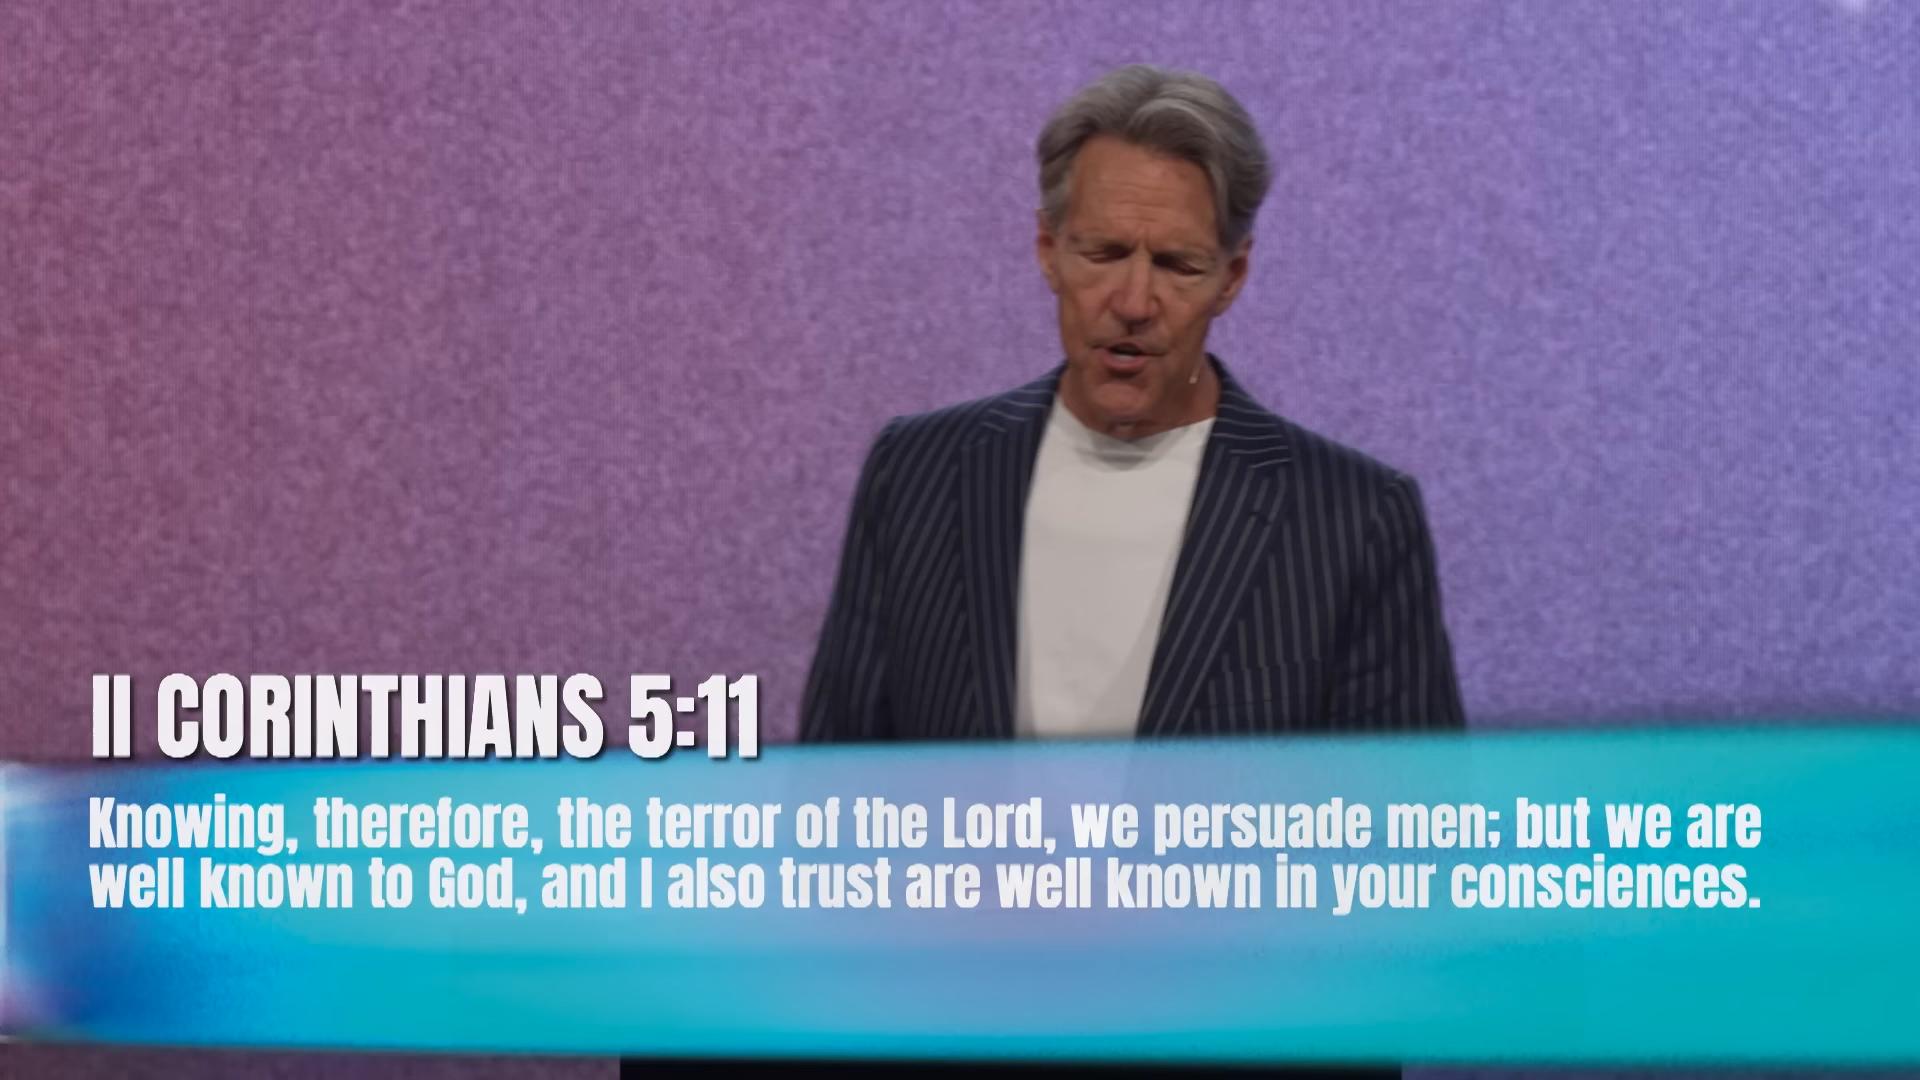 II CORINTHIANS 5:11
Knowing, therefore, the terror of the Lord, we persuade men; but we are
well known to God, and I also trust are well known in your consciences.